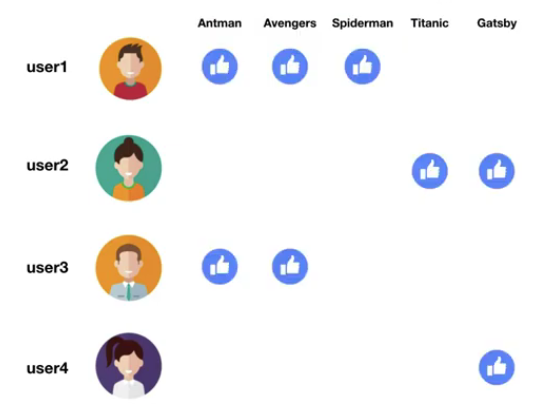 Antman Avengers Spiderman Titanic Gatsby
user1
user2
user3
user4